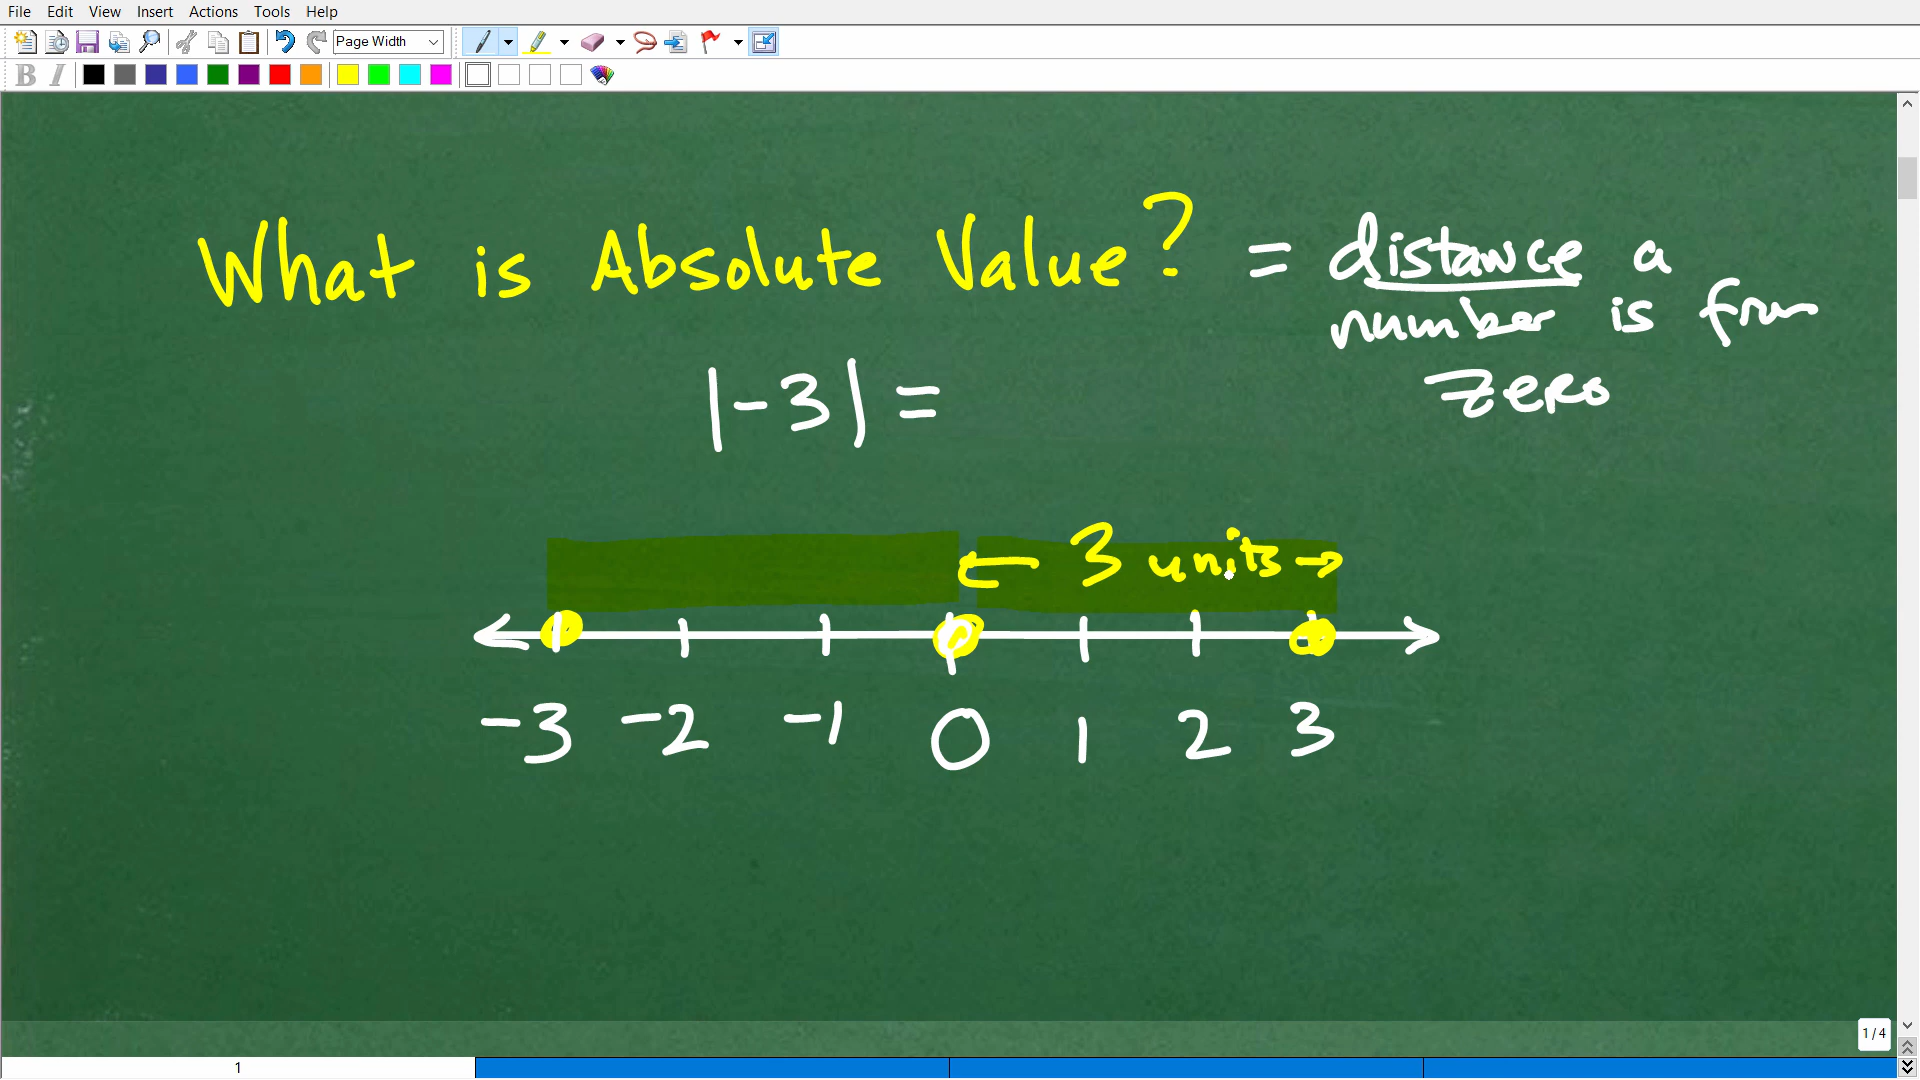 File Edit View Insert Actions Tools Help
Page Width
B I
What is Absolute Value? = distance a
number is from
zero
|-3| =
3 units
-3 -2 -1 0 1 2 3
1 / 4
1